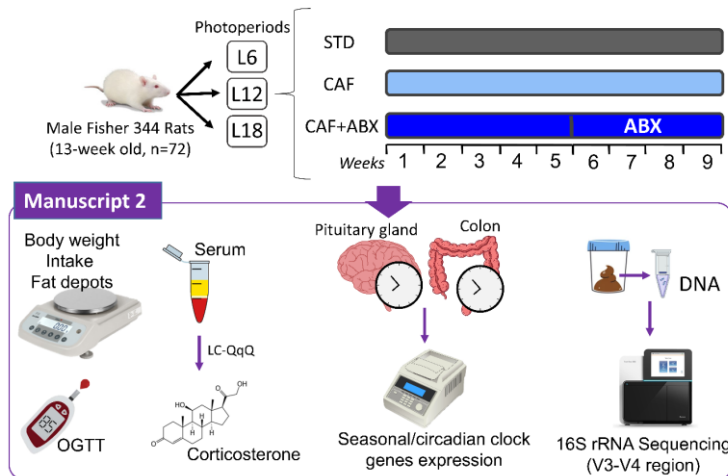 Photoperiods
L6
L12
L18
Male Fisher 344 Rats
(13-week old, n=72)
STD
CAF
CAF+ABX
ABX
Weeks 1 2 3 4 5 6 7 8 9
Manuscript 2
Body weight
Intake
Fat depots
OGTT
Serum
LC-QqQ
Corticosterone
O
HO
OH
O
H
H
H
O
Pituitary gland
Colon
Seasonal/circadian clock
genes expression
DNA
16S rRNA Sequencing
(V3-V4 region)